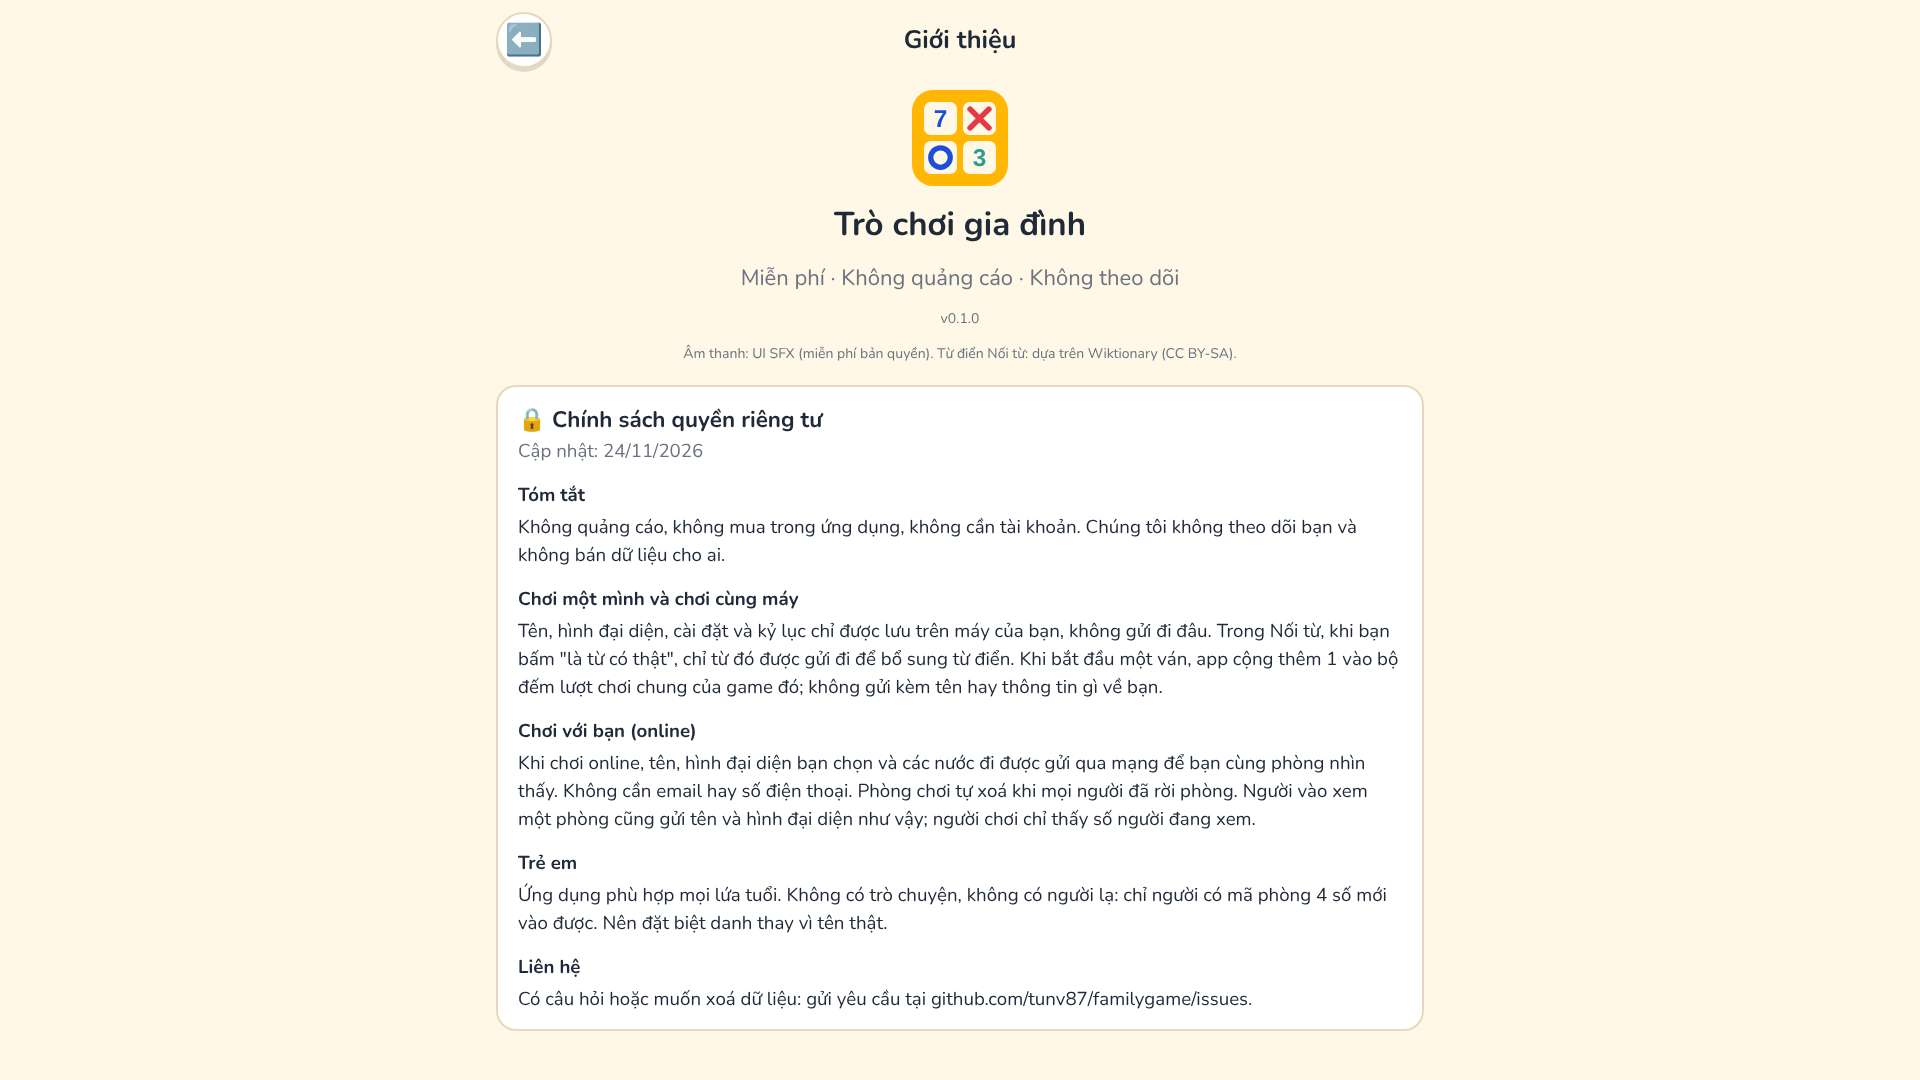 Giới thiệu
7
3
Trò chơi gia đình
Miễn phí · Không quảng cáo · Không theo dõi
v0.1.0
Âm thanh: UI SFX (miễn phí bản quyền). Từ điển Nối từ: dựa trên Wiktionary (CC BY-SA).
🔒 Chính sách quyền riêng tư
Cập nhật: 24/11/2026
Tóm tắt
Không quảng cáo, không mua trong ứng dụng, không cần tài khoản. Chúng tôi không theo dõi bạn và
không bán dữ liệu cho ai.
Chơi một mình và chơi cùng máy
Tên, hình đại diện, cài đặt và kỷ lục chỉ được lưu trên máy của bạn, không gửi đi đâu. Trong Nối từ, khi bạn
bấm "là từ có thật", chỉ từ đó được gửi đi để bổ sung từ điển. Khi bắt đầu một ván, app cộng thêm 1 vào bộ
đếm lượt chơi chung của game đó; không gửi kèm tên hay thông tin gì về bạn.
Chơi với bạn (online)
Khi chơi online, tên, hình đại diện bạn chọn và các nước đi được gửi qua mạng để bạn cùng phòng nhìn
thấy. Không cần email hay số điện thoại. Phòng chơi tự xoá khi mọi người đã rời phòng. Người vào xem
một phòng cũng gửi tên và hình đại diện như vậy; người chơi chỉ thấy số người đang xem.
Trẻ em
Ứng dụng phù hợp mọi lứa tuổi. Không có trò chuyện, không có người lạ: chỉ người có mã phòng 4 số mới
vào được. Nên đặt biệt danh thay vì tên thật.
Liên hệ
Có câu hỏi hoặc muốn xoá dữ liệu: gửi yêu cầu tại github.com/tunv87/familygame/issues.